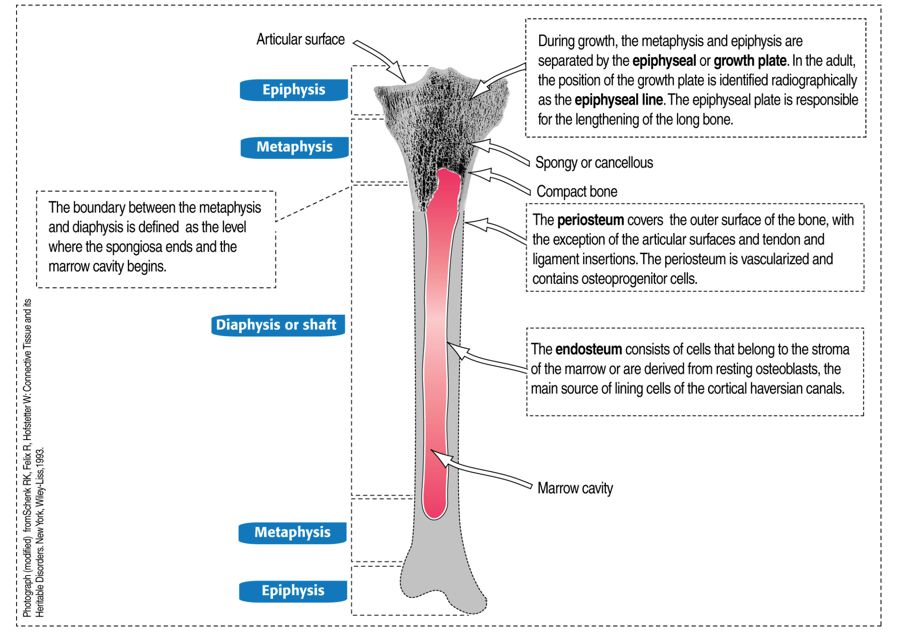 Articular surface
Epiphysis
Metaphysis
During growth, the metaphysis and epiphysis are
separated by the epiphyseal or growth plate. In the adult,
the position of the growth plate is identified radiographically
as the epiphyseal line. The epiphyseal plate is responsible
for the lengthening of the long bone.
Spongy or cancellous
Compact bone
The boundary between the metaphysis
and diaphysis is defined as the level
where the spongiosa ends and the
marrow cavity begins.
The periosteum covers the outer surface of the bone, with
the exception of the articular surfaces and tendon and
ligament insertions. The periosteum is vascularized and
contains osteoprogenitor cells.
Diaphysis or shaft
The endosteum consists of cells that belong to the stroma
of the marrow or are derived from resting osteoblasts, the
main source of lining cells of the cortical haversian canals.
Marrow cavity
Metaphysis
Epiphysis
Photograph (modified) fromSchenk RK, Felix R, Hofstetter W: Connective Tissue and its
Heritable Disorders. New York, Wiley-Liss,1993.